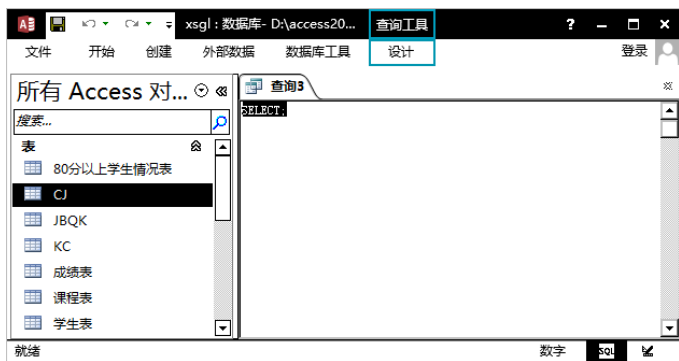 xsgl : 数据库- D:\access20... 查询工具 ?
文件 开始 创建 外部数据 数据库工具 设计 登录
所有 Access 对... «
查询3
搜索...
SELECT;
表
80分以上学生情况表
CJ
JBQK
KC
成绩表
课程表
学生表
就绪 数字 SQL